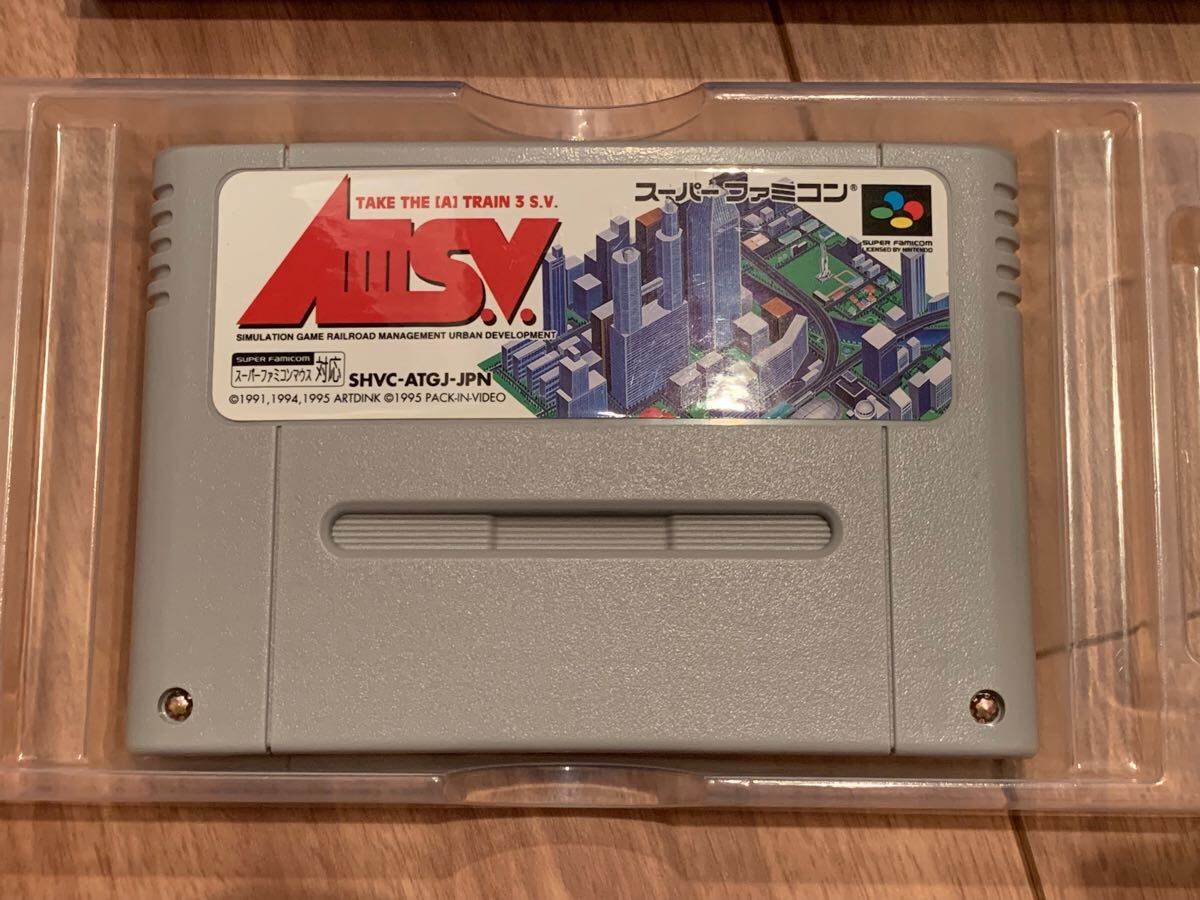 TAKE THE [A] TRAIN 3 S.V.
AIII S.V.
SIMULATION GAME RAILROAD MANAGEMENT URBAN DEVELOPMENT
スーパーファミコン®
SUPER FAMICOM
LICENSED BY NINTENDO
SUPER FAMICOM
スーパーファミコンマウス 対応
SHVC-ATGJ-JPN
©1991,1994,1995 ARTDINK ©1995 PACK-IN-VIDEO